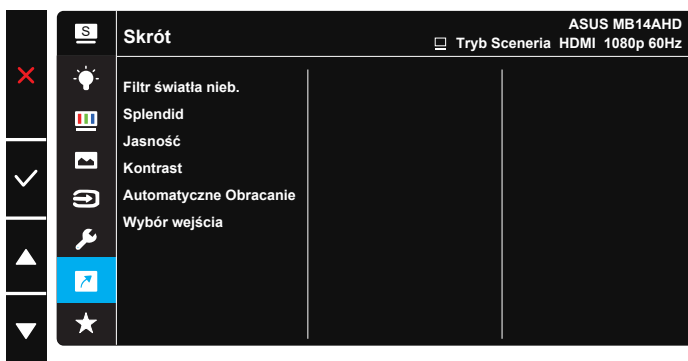 S
Skrót
ASUS MB14AHD
Tryb Sceneria HDMI 1080p 60Hz
Filtr światła nieb.
Splendid
Jasność
Kontrast
Automatyczne Obracanie
Wybór wejścia